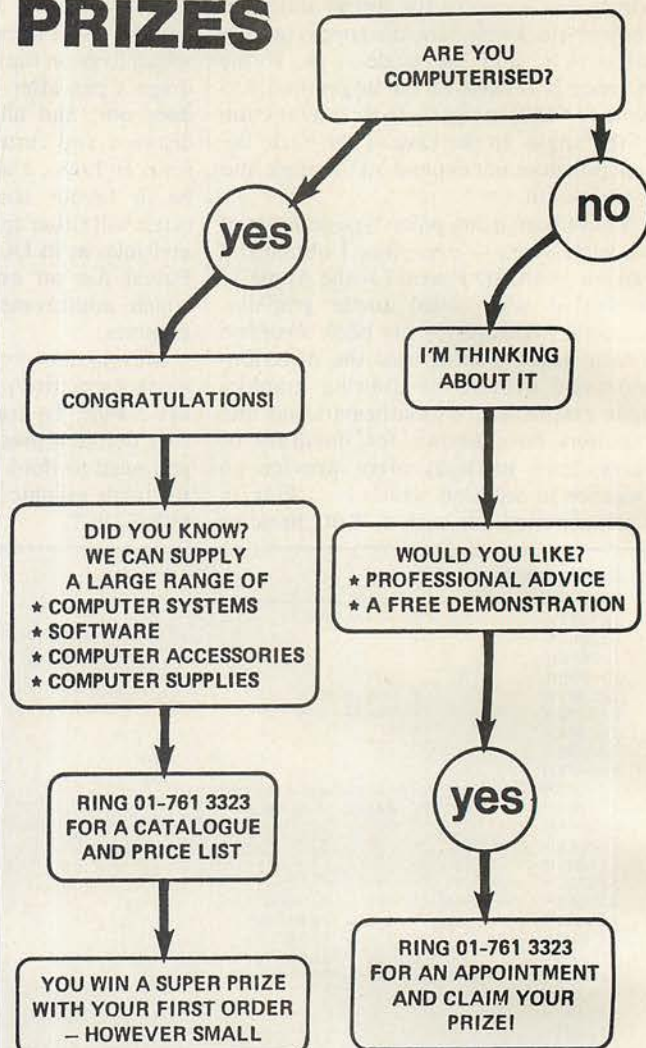 PRIZES
ARE YOU
COMPUTERISED?
yes
no
CONGRATULATIONS!
I'M THINKING
ABOUT IT
DID YOU KNOW?
WE CAN SUPPLY
A LARGE RANGE OF
* COMPUTER SYSTEMS
* SOFTWARE
* COMPUTER ACCESSORIES
* COMPUTER SUPPLIES
WOULD YOU LIKE?
* PROFESSIONAL ADVICE
* A FREE DEMONSTRATION
RING 01-761 3323
FOR A CATALOGUE
AND PRICE LIST
yes
YOU WIN A SUPER PRIZE
WITH YOUR FIRST ORDER
– HOWEVER SMALL
RING 01-761 3323
FOR AN APPOINTMENT
AND CLAIM YOUR
PRIZE!